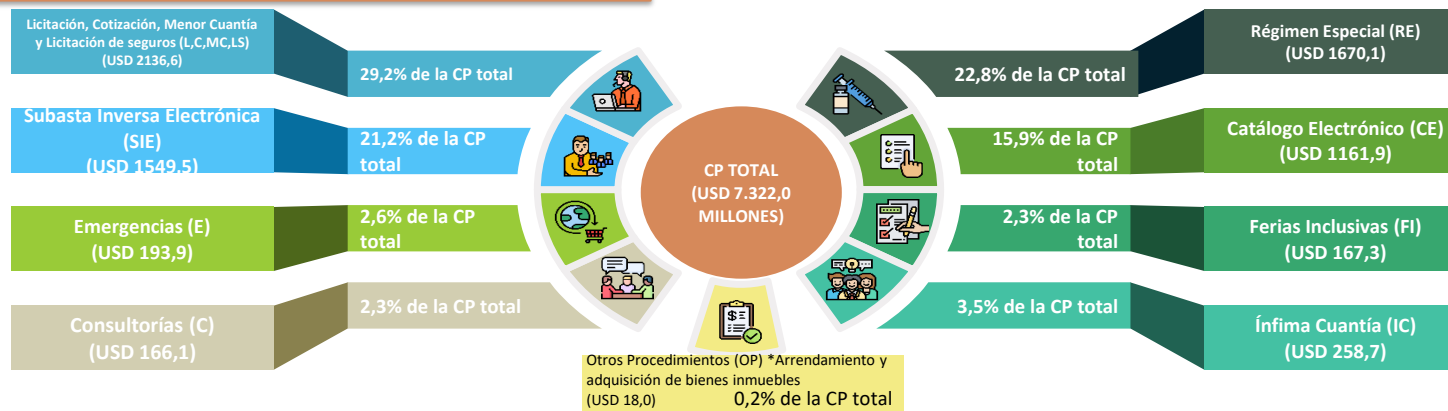 Licitación, Cotización, Menor Cuantía
y Licitación de seguros (L,C,MC,LS)
(USD 2136,6)
29,2% de la CP total
Subasta Inversa Electrónica
(SIE)
(USD 1549,5)
21,2% de la CP
total
Emergencias (E)
(USD 193,9)
2,6% de la CP
total
Consultorías (C)
(USD 166,1)
2,3% de la CP total
CP TOTAL
(USD 7.322,0
MILLONES)
Régimen Especial (RE)
(USD 1670,1)
22,8% de la CP total
Catálogo Electrónico (CE)
(USD 1161,9)
15,9% de la CP
total
Ferias Inclusivas (FI)
(USD 167,3)
2,3% de la CP
total
Ínfima Cuantía (IC)
(USD 258,7)
3,5% de la CP total
Otros Procedimientos (OP) *Arrendamiento y
adquisición de bienes inmuebles
(USD 18,0) 0,2% de la CP total